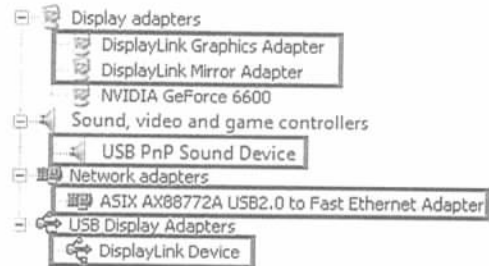 Display adapters
DisplayLink Graphics Adapter
DisplayLink Mirror Adapter
NVIDIA GeForce 6600
Sound, video and game controllers
USB PnP Sound Device
Network adapters
ASIX AX88772A USB2.0 to Fast Ethernet Adapter
USB Display Adapters
DisplayLink Device